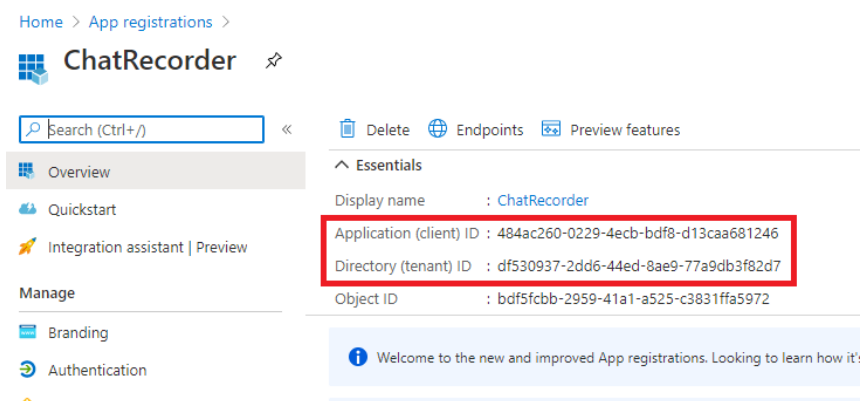 Home > App registrations >
ChatRecorder
Search (Ctrl+/)
«
Overview
Quickstart
Integration assistant | Preview
Manage
Branding
Authentication
Delete Endpoints Preview features
Essentials
Display name : ChatRecorder
Application (client) ID : 484ac260-0229-4ecb-bdf8-d13caa681246
Directory (tenant) ID : df530937-2dd6-44ed-8ae9-77a9db3f82d7
Object ID : bdf5fcbb-2959-41a1-a525-c3831ffa5972
Welcome to the new and improved App registrations. Looking to learn how it's